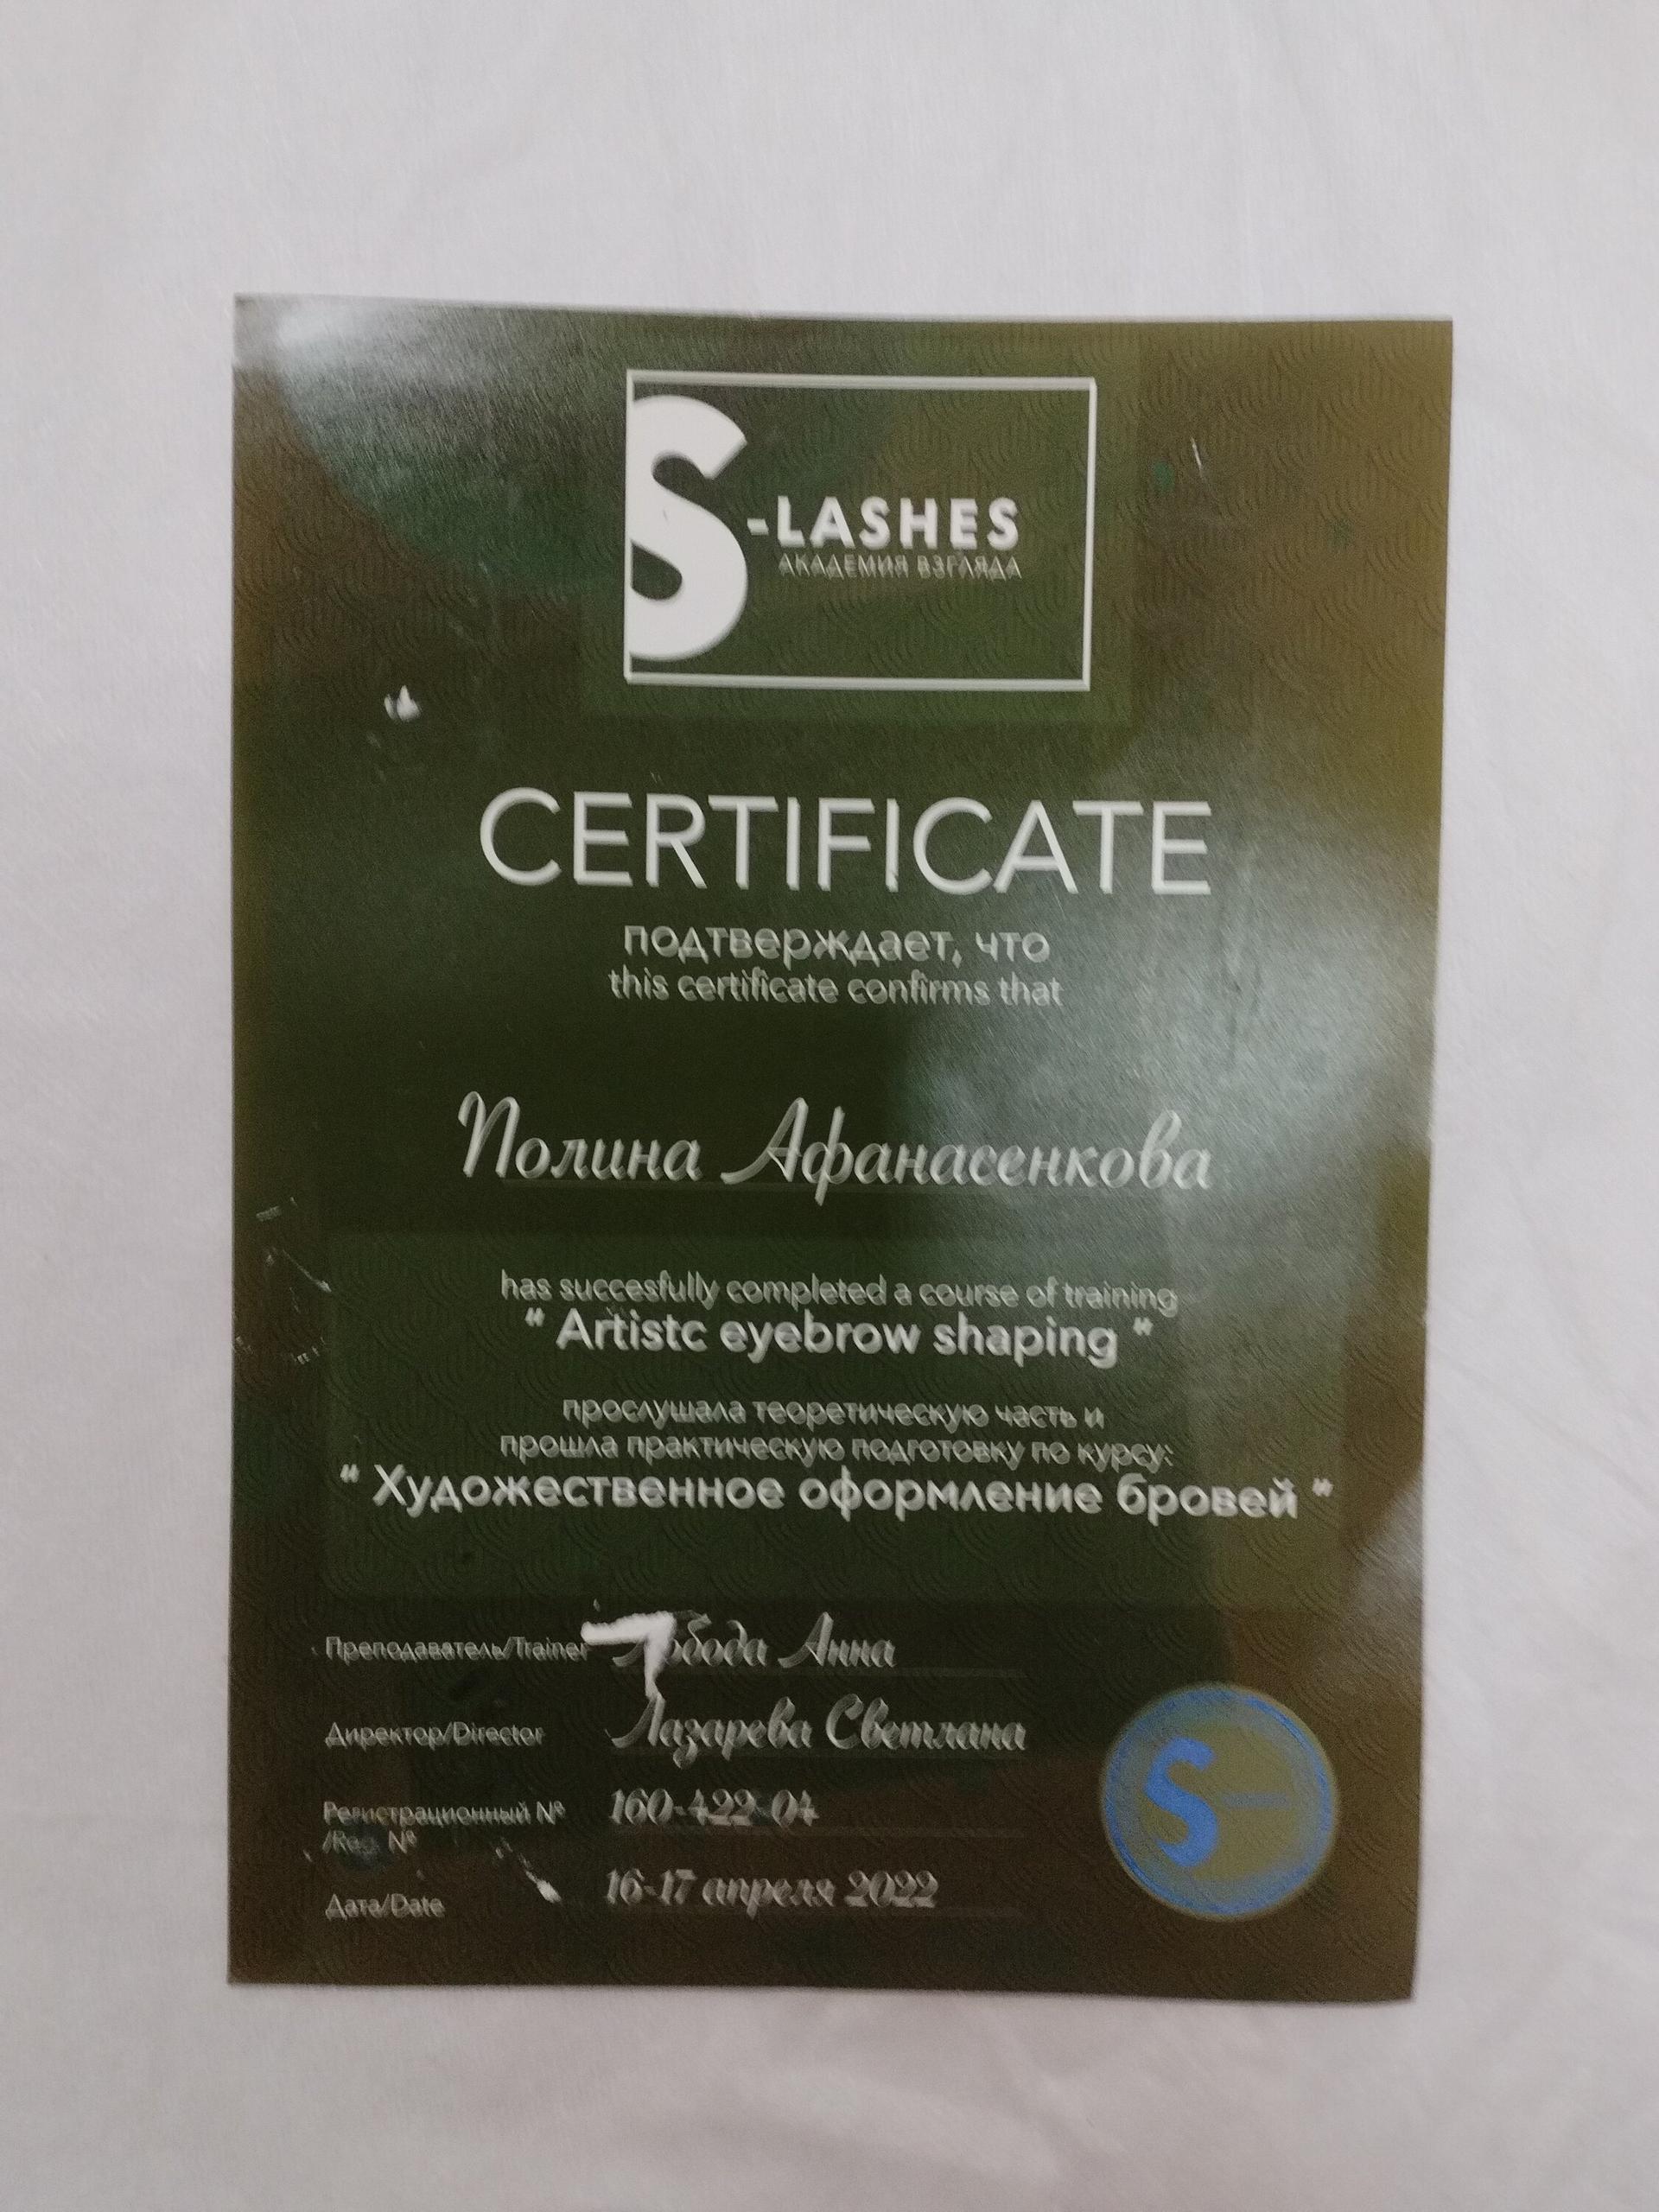 S-LASHES
АКАДЕМИЯ ВЗГЛЯДА
CERTIFICATE
подтверждает, что
this certificate confirms that
Полина Афанасенкова
has succesfully completed a course of training
" Artistc eyebrow shaping "
прослушала теоретическую часть и
прошла практическую подготовку по курсу:
" Художественное оформление бровей "
Преподаватель/Trainer Анна
Директор/Director Лазарева Светлана
Регистрационный № 160-422-04
/Reg. №
Дата/Date 16-17 апреля 2022
S